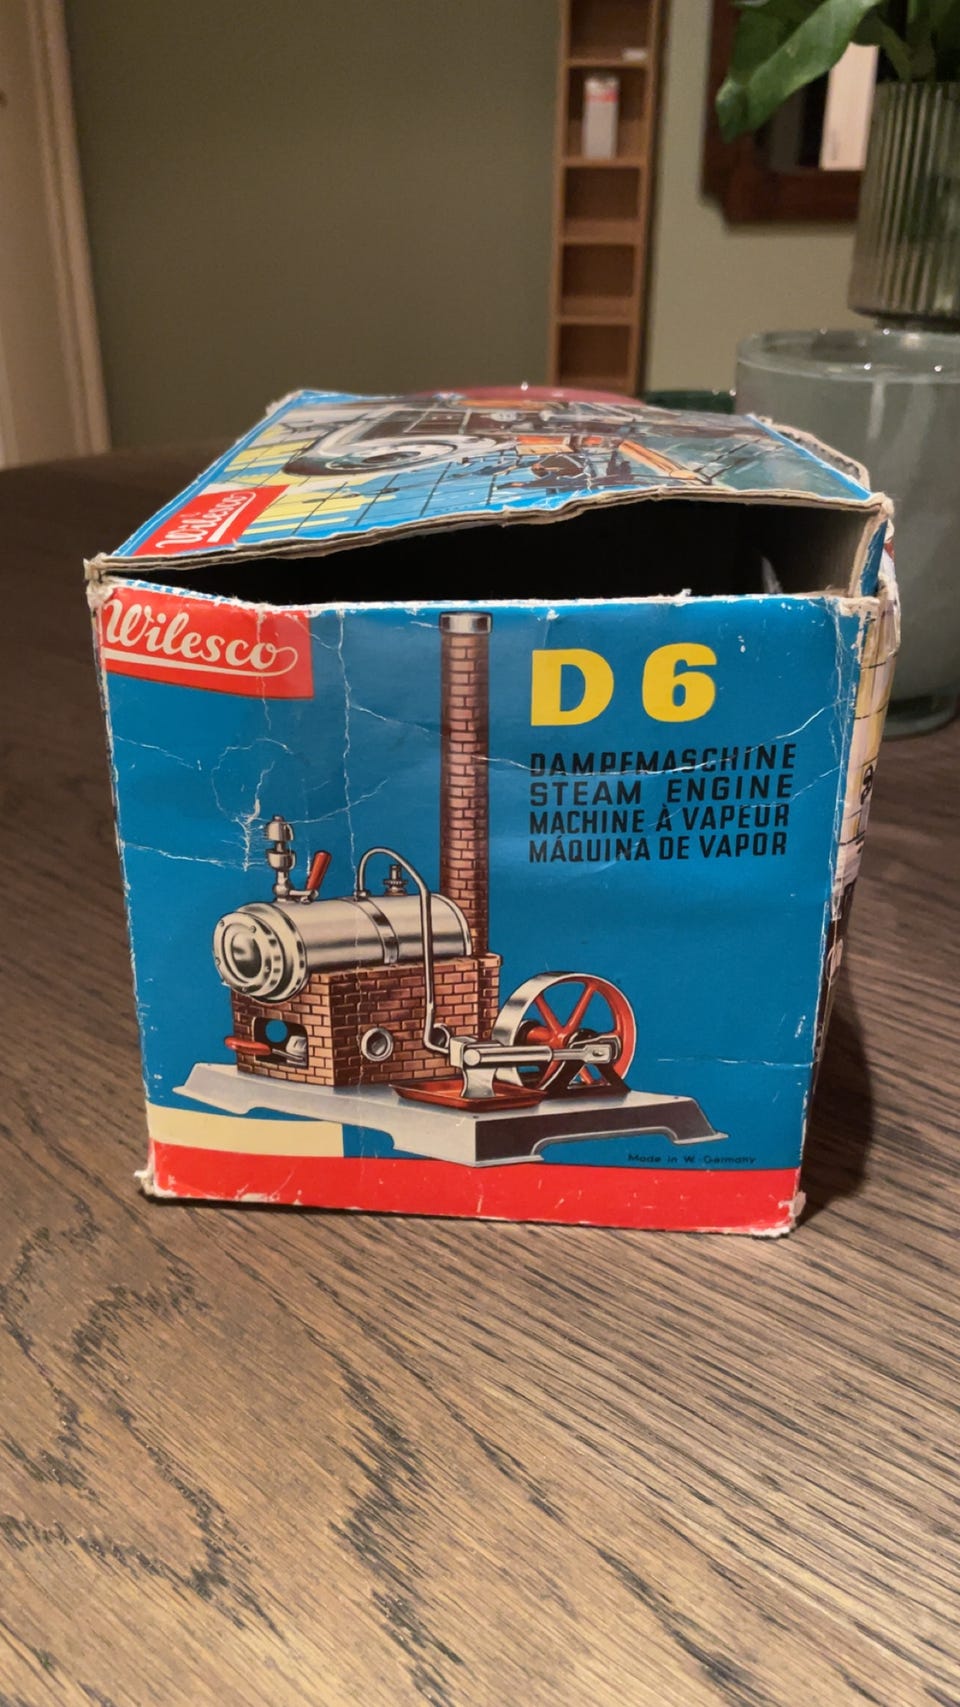 Wilesco
Wilesco
D 6
DAMPFMASCHINE
STEAM ENGINE
MACHINE À VAPEUR
MÁQUINA DE VAPOR
Made in W.-Germany